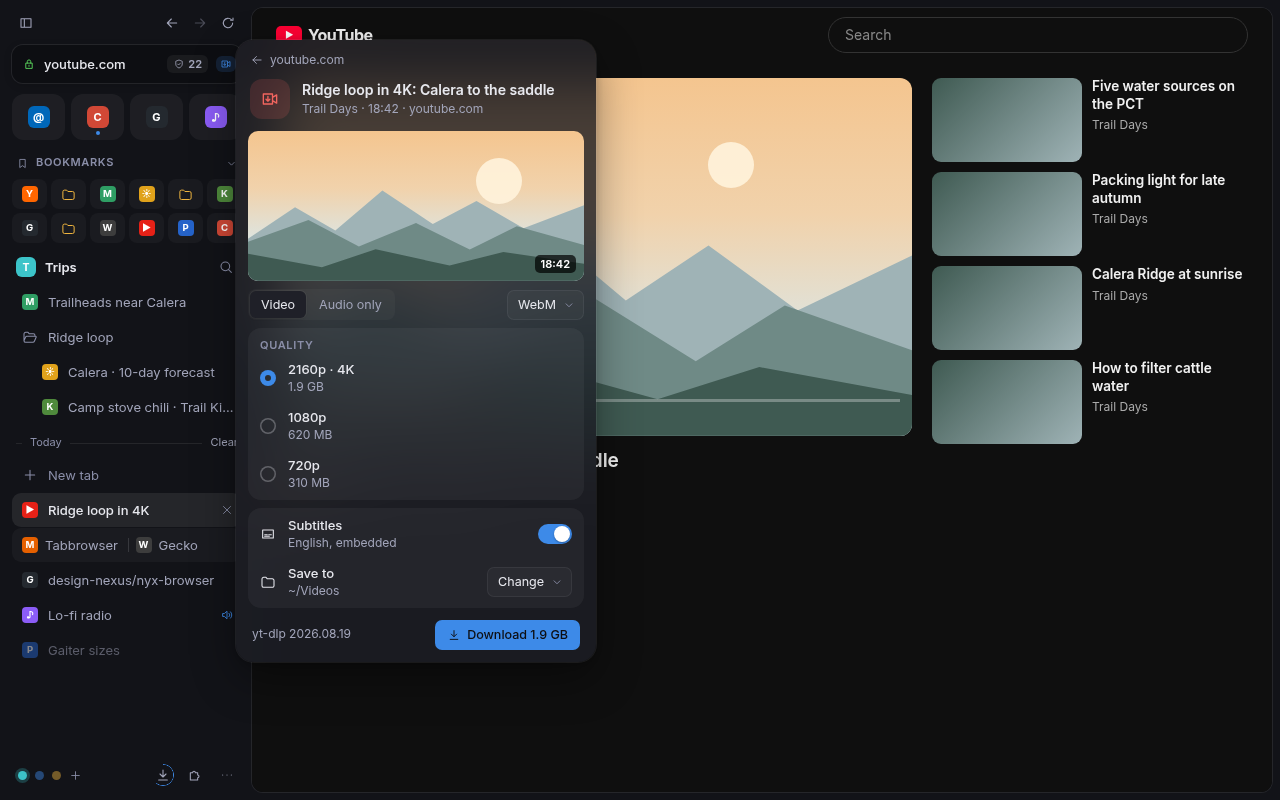 youtube.com
22
@
C
G
BOOKMARKS
Y
M
K
G
W
P
C
T
Trips
M
Trailheads near Calera
Ridge loop
Calera · 10-day forecast
K
Camp stove chili · Trail Ki...
Today
Clear
New tab
Ridge loop in 4K
M
Tabbrowser
W
Gecko
G
design-nexus/nyx-browser
Lo-fi radio
P
Gaiter sizes
youtube.com
Ridge loop in 4K: Calera to the saddle
Trail Days · 18:42 · youtube.com
18:42
Video
Audio only
WebM
QUALITY
2160p · 4K
1.9 GB
1080p
620 MB
720p
310 MB
Subtitles
English, embedded
Save to
~/Videos
Change
yt-dlp 2026.08.19
Download 1.9 GB
YouTube
Search
dle
Five water sources on
the PCT
Trail Days
Packing light for late
autumn
Trail Days
Calera Ridge at sunrise
Trail Days
How to filter cattle
water
Trail Days